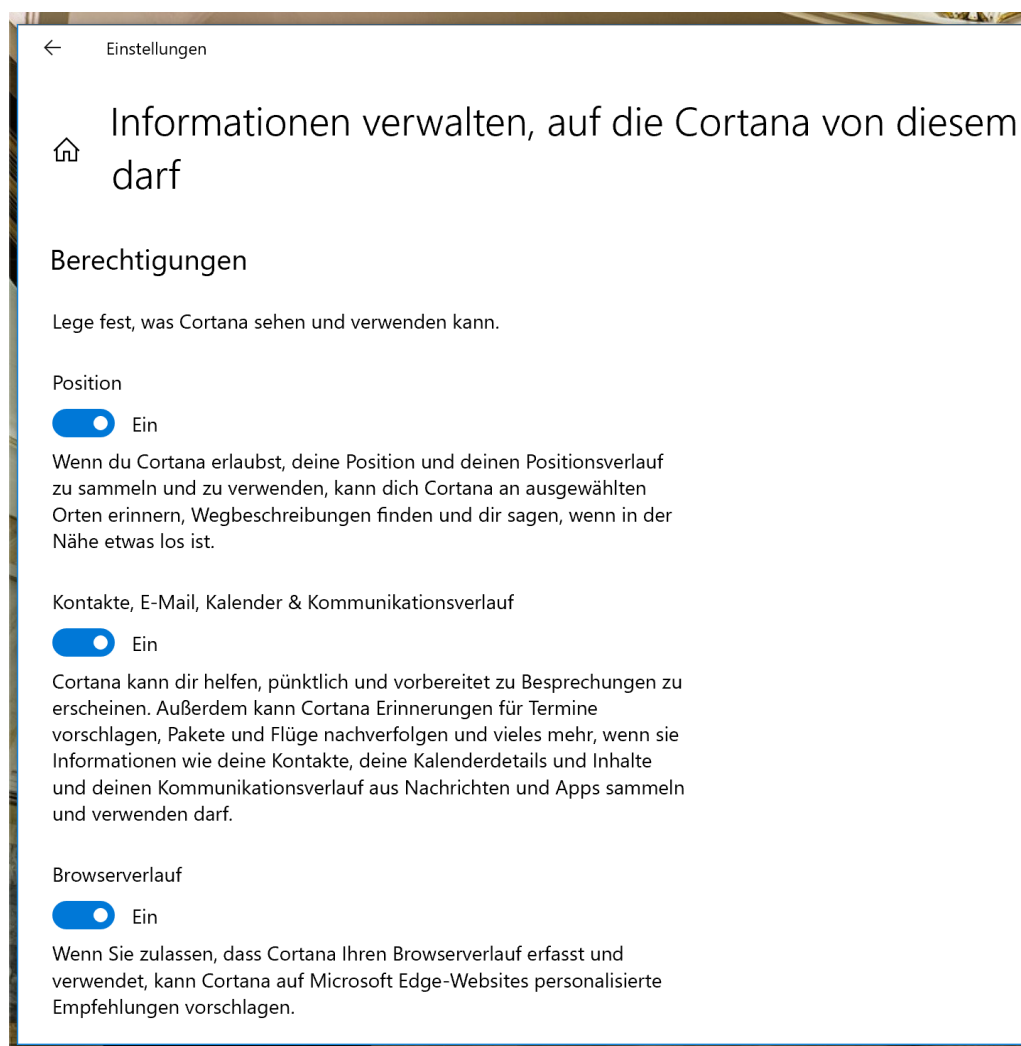 Einstellungen
Informationen verwalten, auf die Cortana von diesem
darf
Berechtigungen
Lege fest, was Cortana sehen und verwenden kann.
Position
Ein
Wenn du Cortana erlaubst, deine Position und deinen Positionsverlauf
zu sammeln und zu verwenden, kann dich Cortana an ausgewählten
Orten erinnern, Wegbeschreibungen finden und dir sagen, wenn in der
Nähe etwas los ist.
Kontakte, E-Mail, Kalender & Kommunikationsverlauf
Ein
Cortana kann dir helfen, pünktlich und vorbereitet zu Besprechungen zu
erscheinen. Außerdem kann Cortana Erinnerungen für Termine
vorschlagen, Pakete und Flüge nachverfolgen und vieles mehr, wenn sie
Informationen wie deine Kontakte, deine Kalenderdetails und Inhalte
und deinen Kommunikationsverlauf aus Nachrichten und Apps sammeln
und verwenden darf.
Browserverlauf
Ein
Wenn Sie zulassen, dass Cortana Ihren Browserverlauf erfasst und
verwendet, kann Cortana auf Microsoft Edge-Websites personalisierte
Empfehlungen vorschlagen.